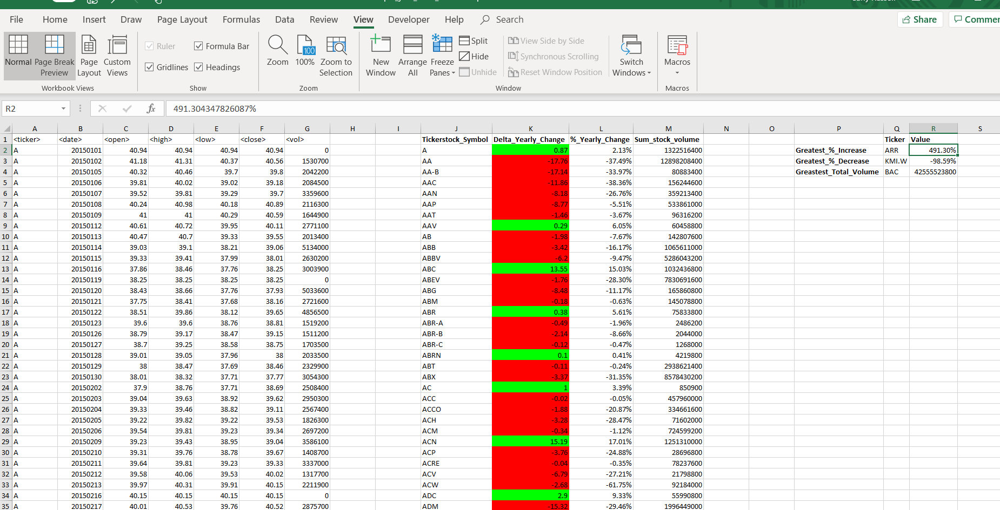 File Home Insert Draw Page Layout Formulas Data Review View Developer Help Search Share Commen
Normal Page Break Preview Page Layout Custom Views Workbook Views
Ruler Formula Bar
Gridlines Headings
Show
Zoom 100 100% Zoom to Selection Zoom
New Window Arrange All Freeze Panes Split Hide Unhide
View Side by Side
Synchronous Scrolling
Reset Window Position
Switch Windows Window
Macros Macros
R2 fx 491.304347826087%
A B C D E F G H I J K L M N O P Q R S
1 <ticker> <date> <open> <high> <low> <close> <vol> Tickerstock_Symbol Delta_Yearly_Change %_Yearly_Change Sum_stock_volume Ticker Value
2 A 20150101 40.94 40.94 40.94 40.94 0 A 0.87 2.13% 1322516400 Greatest_%_Increase ARR 491.30%
3 A 20150102 41.18 41.31 40.37 40.56 1530700 AA -17.76 -37.49% 12898208400 Greatest_%_Decrease KMI.W -98.59%
4 A 20150105 40.32 40.46 39.7 39.8 2042200 AA-B -17.14 -33.97% 80883400 Greastest_Total_Volume BAC 42555523800
5 A 20150106 39.81 40.02 39.02 39.18 2084500 AAC -11.86 -38.36% 156244600
6 A 20150107 39.52 39.81 39.29 39.7 3359600 AAN -8.18 -26.76% 359213400
7 A 20150108 40.24 40.98 40.18 40.89 2116300 AAP -8.77 -5.51% 533861000
8 A 20150109 41 41 40.29 40.59 1644900 AAT -1.46 -3.67% 96316200
9 A 20150112 40.61 40.72 39.95 40.11 2771100 AAV 0.29 6.05% 60458800
10 A 20150113 40.47 40.7 39.33 39.55 2013400 AB -1.98 -7.67% 142807600
11 A 20150114 39.03 39.1 38.21 39.06 5134000 ABB -3.42 -16.17% 1065611000
12 A 20150115 39.33 39.41 37.99 38.01 2630200 ABBV -6.2 -9.47% 5286043200
13 A 20150116 37.86 38.46 37.76 38.25 3003900 ABC 13.55 15.03% 1032436800
14 A 20150119 38.25 38.25 38.25 38.25 0 ABEV -1.76 -28.30% 7830691600
15 A 20150120 38.43 38.66 37.76 37.93 5033600 ABG -8.48 -11.17% 165860800
16 A 20150121 37.75 38.41 37.68 38.16 2721600 ABM -0.18 -0.63% 145078800
17 A 20150122 38.51 39.86 38.12 39.65 4856500 ABR 0.38 5.61% 75833800
18 A 20150123 39.6 39.6 38.76 38.81 1519200 ABR-A -0.49 -1.96% 2486200
19 A 20150126 38.79 39.17 38.47 39.15 1511200 ABR-B -2.14 -8.66% 2044000
20 A 20150127 38.7 39.25 38.58 38.75 1703500 ABR-C -0.12 -0.47% 1268000
21 A 20150128 39.01 39.05 37.96 38 2033500 ABRN 0.1 0.41% 4219800
22 A 20150129 38 38.47 37.69 38.46 2329900 ABT -0.11 -0.24% 2938621400
23 A 20150130 38.01 38.32 37.71 37.77 3054300 ABX -3.37 -31.35% 8578430200
24 A 20150202 37.9 38.76 37.71 38.69 2508400 AC 1 3.39% 850900
25 A 20150203 39.04 39.63 38.92 39.62 2950300 ACC -0.02 -0.05% 457960000
26 A 20150204 39.33 39.46 38.82 39.11 2567400 ACCO -1.88 -20.87% 334661600
27 A 20150205 39.22 39.82 39.22 39.53 1826300 ACH -3.28 -28.47% 71602000
28 A 20150206 39.54 39.81 39.23 39.34 2697200 ACM -0.34 -1.12% 724599200
29 A 20150209 39.23 39.43 38.95 39.04 3586100 ACN 15.19 17.01% 1251310000
30 A 20150210 39.31 39.76 38.78 39.67 1408700 ACP -3.76 -24.88% 28696800
31 A 20150211 39.64 39.81 39.23 39.33 3337000 ACRE -0.04 -0.35% 78237600
32 A 20150212 39.58 40.06 39.53 40.02 1317700 ACV -6.79 -27.21% 21798800
33 A 20150213 39.97 40.31 39.91 40.15 2211900 ACW -2.68 -61.75% 92184000
34 A 20150216 40.15 40.15 40.15 40.15 0 ADC 2.9 9.33% 55990800
35 A 20150217 40.01 40.53 39.76 40.52 2875700 ADM -15.32 -29.46% 1996449000